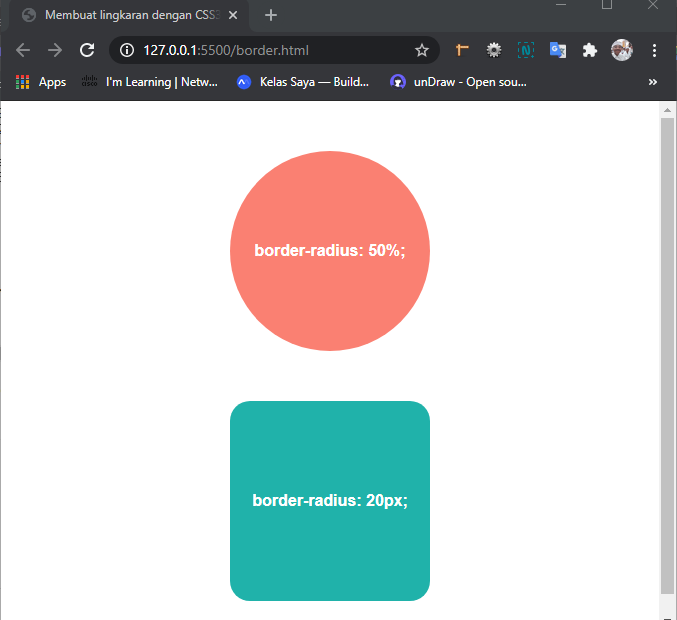 Membuat lingkaran dengan CSS3
127.0.0.1:5500/border.html
Apps
I'm Learning | Netw...
Kelas Saya — Build...
unDraw - Open sou...
border-radius: 50%;
border-radius: 20px;